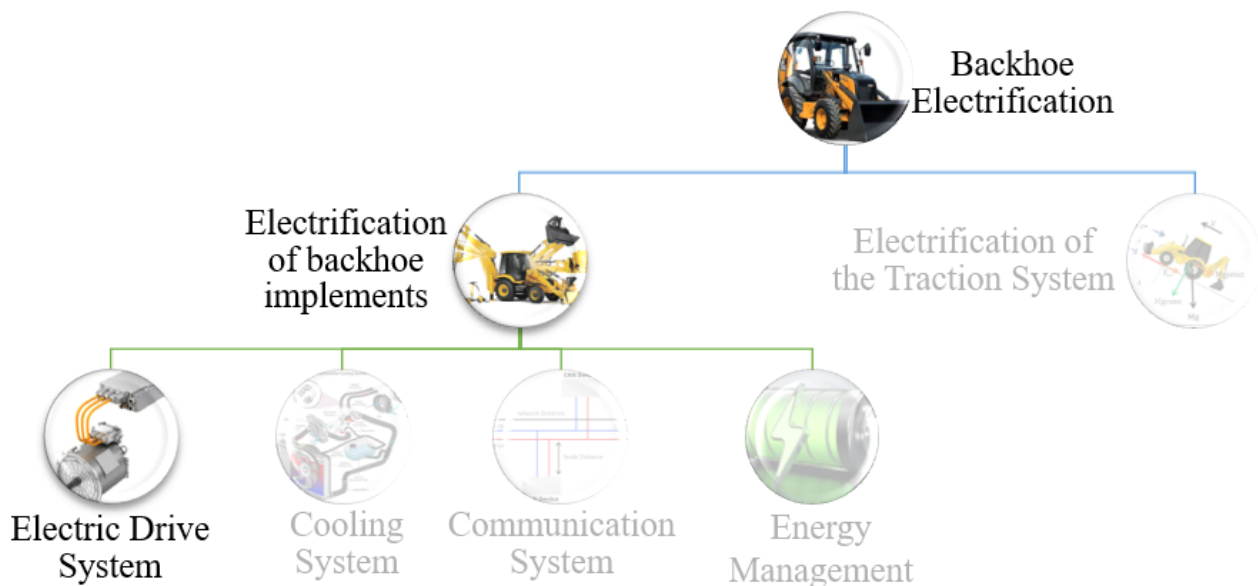 Backhoe
Electrification
Electrification
of backhoe
implements
Electrification of
the Traction System
Mg
Electric Drive
System
Cooling
System
Communication
System
Energy
Management